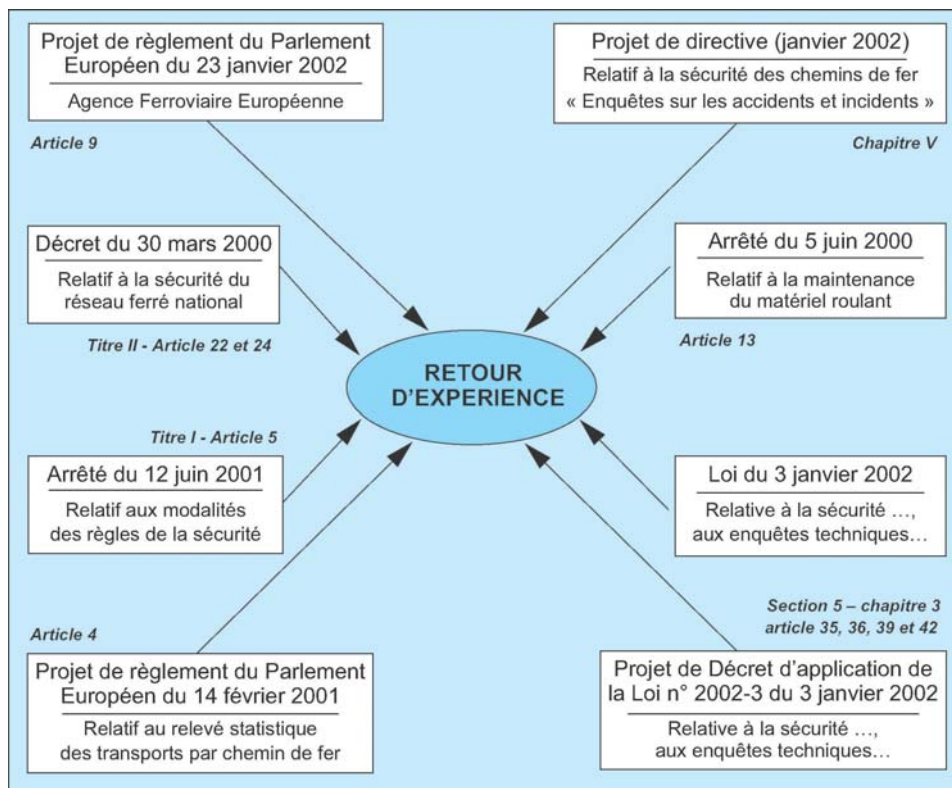 Projet de règlement du Parlement
Européen du 23 janvier 2002
Agence Ferroviaire Européenne
Article 9
Projet de directive (janvier 2002)
Relatif à la sécurité des chemins de fer
« Enquêtes sur les accidents et incidents »
Chapitre V
Décret du 30 mars 2000
Relatif à la sécurité du
réseau ferré national
Titre II - Article 22 et 24
Arrêté du 5 juin 2000
Relatif à la maintenance
du matériel roulant
Article 13
RETOUR
D'EXPERIENCE
Titre I - Article 5
Arrêté du 12 juin 2001
Relatif aux modalités
des règles de la sécurité
Loi du 3 janvier 2002
Relative à la sécurité …,
aux enquêtes techniques…
Article 4
Projet de règlement du Parlement
Européen du 14 février 2001
Relatif au relevé statistique
des transports par chemin de fer
Section 5 – chapitre 3
article 35, 36, 39 et 42
Projet de Décret d'application de
la Loi n° 2002-3 du 3 janvier 2002
Relative à la sécurité …,
aux enquêtes techniques…